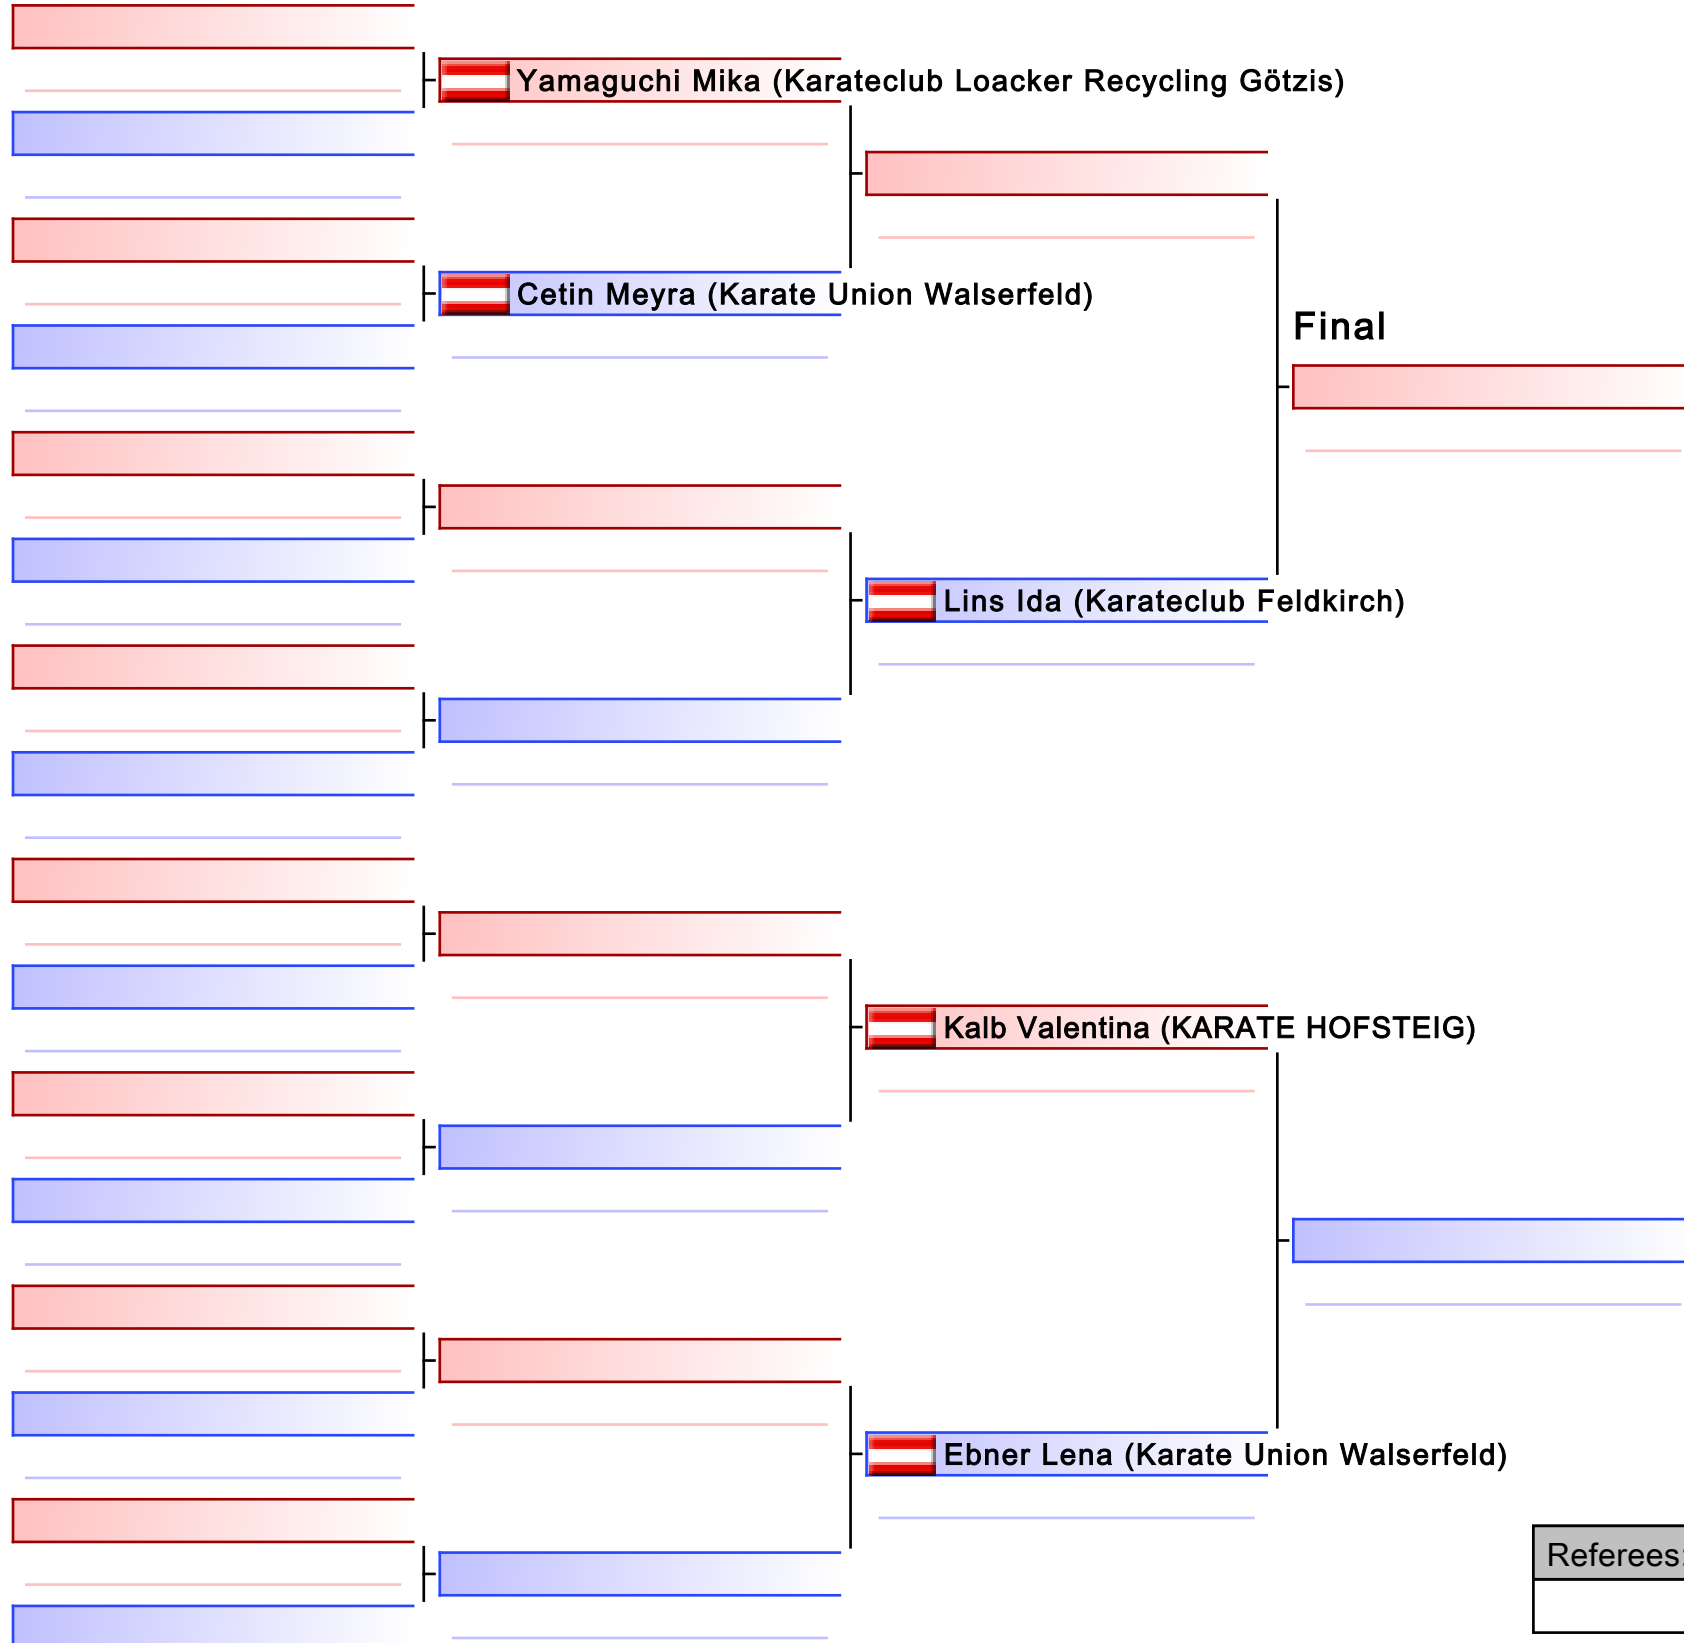 Yamaguchi Mika (Karateclub Loacker Recycling Götzis)
Cetin Meyra (Karate Union Walserfeld)
Final
Lins Ida (Karateclub Feldkirch)
Kalb Valentina (KARATE HOFSTEIG)
Ebner Lena (Karate Union Walserfeld)
Referees: